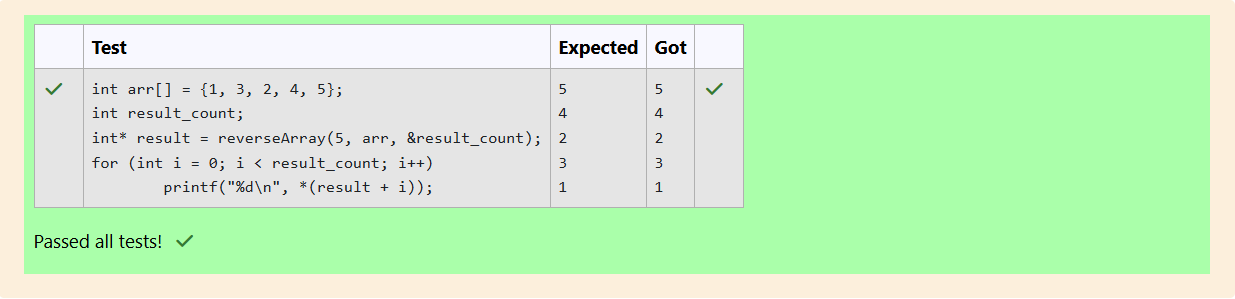 Test Expected Got
int arr[] = {1, 3, 2, 4, 5}; 5 5
int result_count; 4 4
int* result = reverseArray(5, arr, &result_count); 2 2
for (int i = 0; i < result_count; i++) 3 3
        printf("%d\n", *(result + i)); 1 1
Passed all tests!